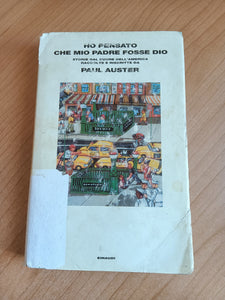 HO PENSATO
CHE MIO PADRE FOSSE DIO
STORIE DAL CUORE DELL'AMERICA
RACCOLTE E RISCRITTE DA
PAUL AUSTER
EINAUDI